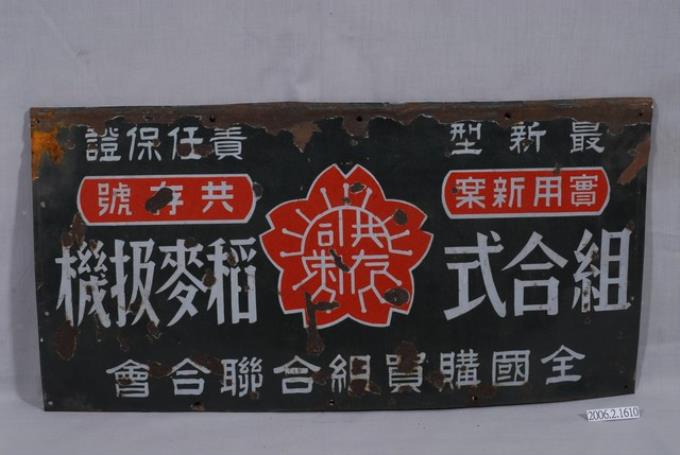 最新型
責任保證
實用新案
共存號
組合式
共存
同榮
稻麥扱機
全國購買組合聯合會
2006.2.1610